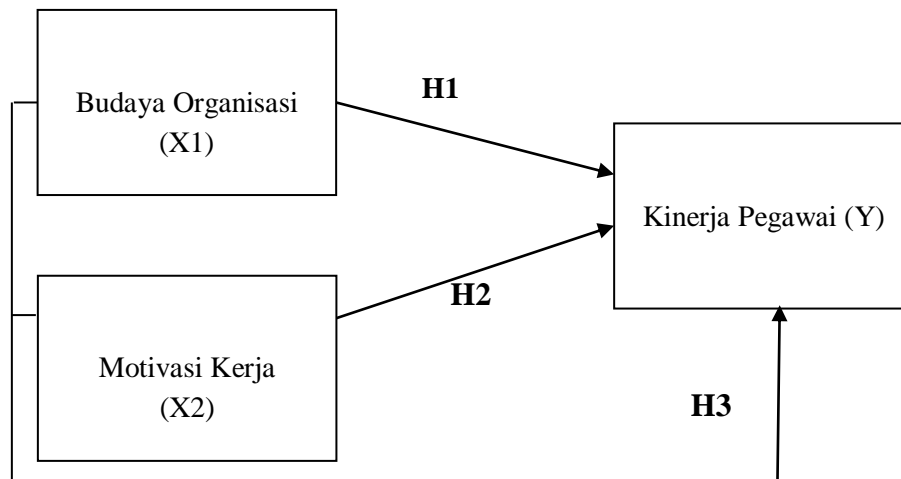 Budaya Organisasi
(X1)
H1
Kinerja Pegawai (Y)
H2
Motivasi Kerja
(X2)
H3